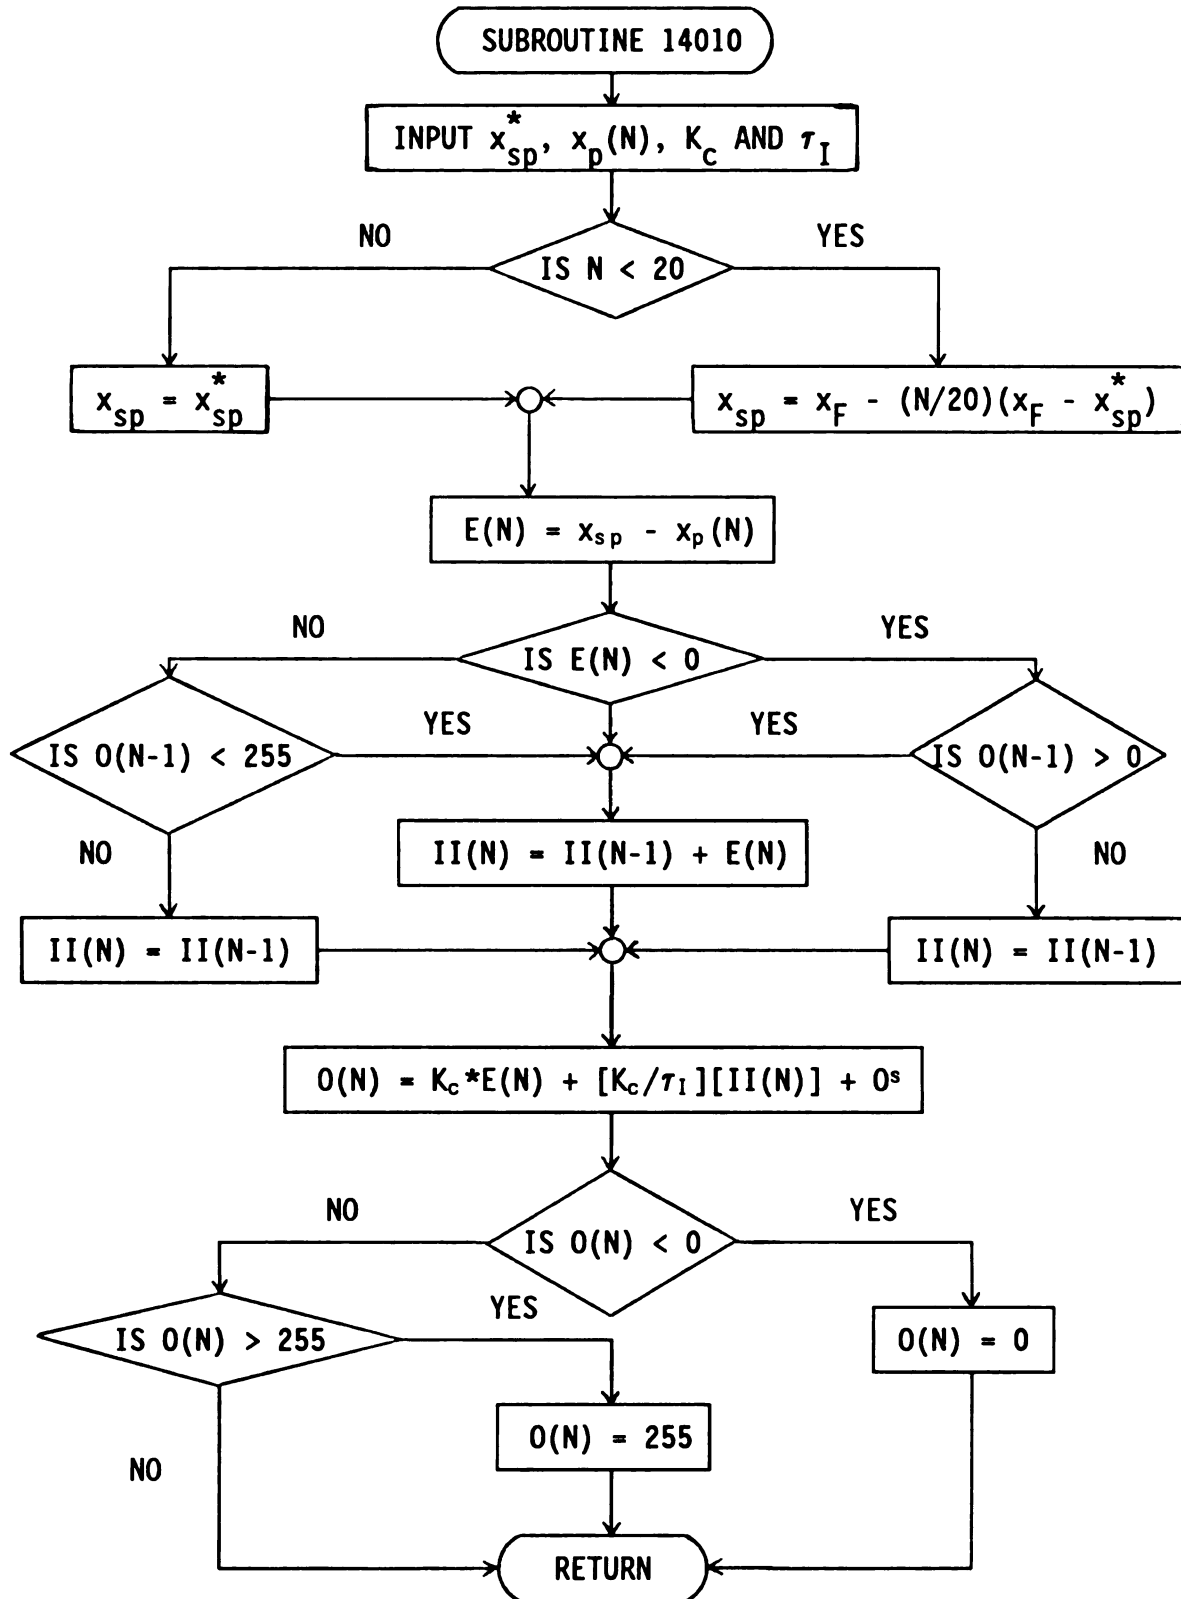 SUBROUTINE 14010
INPUT x*sp, xp(N), Kc AND τI
NO
YES
IS N < 20
xsp = x*sp
xsp = xF - (N/20)(xF - x*sp)
E(N) = xsp - xp(N)
NO
YES
IS E(N) < 0
YES
YES
IS O(N-1) < 255
IS O(N-1) > 0
NO
II(N) = II(N-1) + E(N)
NO
II(N) = II(N-1)
II(N) = II(N-1)
O(N) = Kc*E(N) + [Kc/τI][II(N)] + Os
NO
YES
IS O(N) < 0
YES
IS O(N) > 255
O(N) = 0
O(N) = 255
NO
RETURN